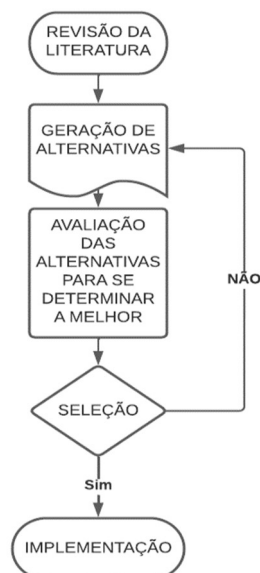 REVISÃO DA
LITERATURA
GERAÇÃO DE
ALTERNATIVAS
AVALIAÇÃO
DAS
ALTERNATIVAS
PARA SE
DETERMINAR
A MELHOR
NÃO
SELEÇÃO
Sim
IMPLEMENTAÇÃO